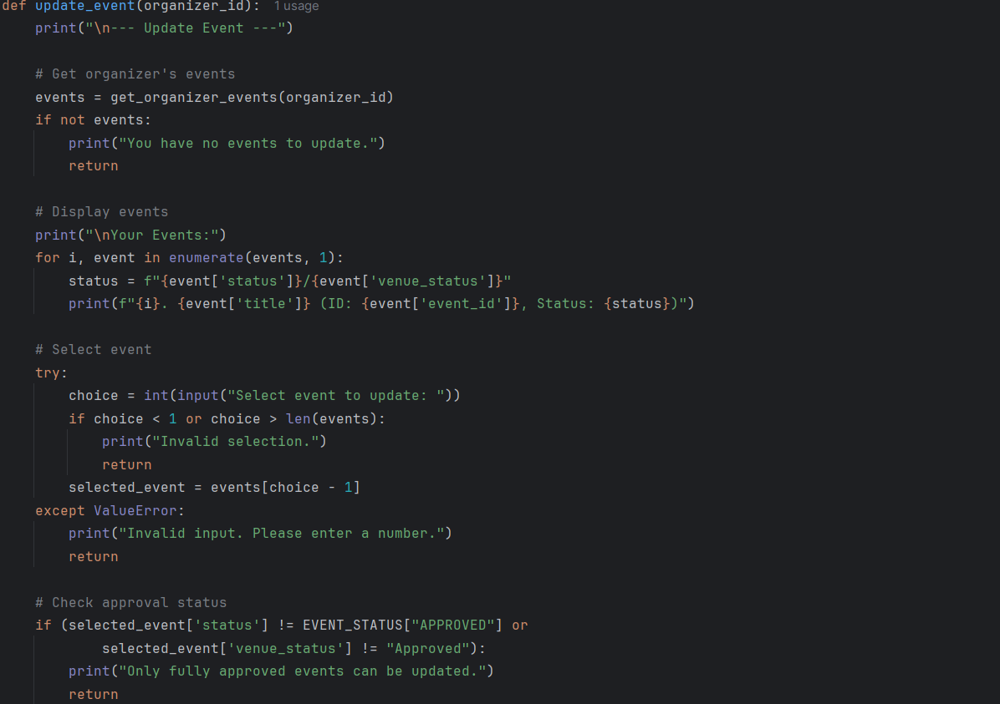 def update_event(organizer_id):  1 usage
    print("\n--- Update Event ---")

    # Get organizer's events
    events = get_organizer_events(organizer_id)
    if not events:
        print("You have no events to update.")
        return

    # Display events
    print("\nYour Events:")
    for i, event in enumerate(events, 1):
        status = f"{event['status']}/{event['venue_status']}"
        print(f"{i}. {event['title']} (ID: {event['event_id']}, Status: {status})")

    # Select event
    try:
        choice = int(input("Select event to update: "))
        if choice < 1 or choice > len(events):
            print("Invalid selection.")
            return
        selected_event = events[choice - 1]
    except ValueError:
        print("Invalid input. Please enter a number.")
        return

    # Check approval status
    if (selected_event['status'] != EVENT_STATUS["APPROVED"] or
            selected_event['venue_status'] != "Approved"):
        print("Only fully approved events can be updated.")
        return